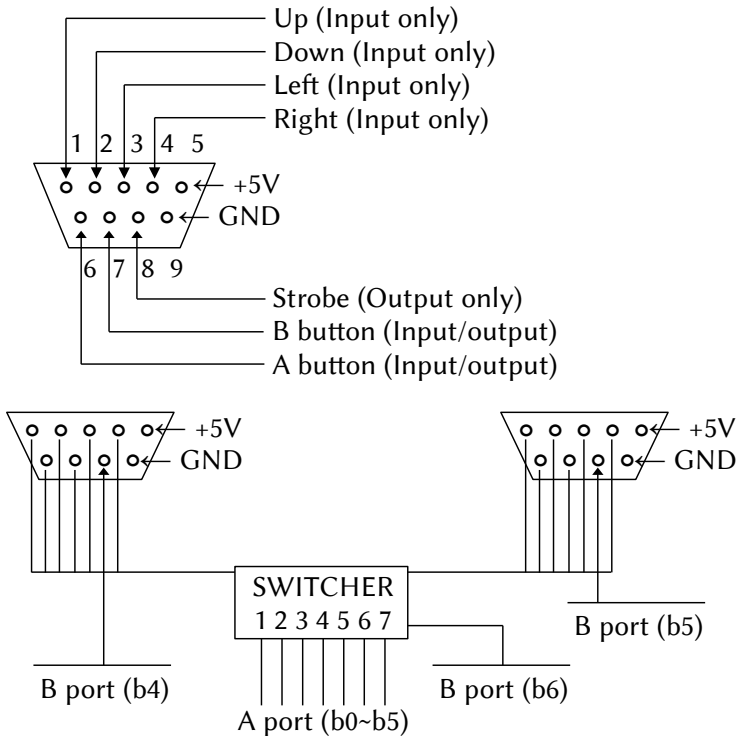 Up (Input only)
Down (Input only)
Left (Input only)
Right (Input only)
1 2 3 4 5
+5V
GND
6 7 8 9
Strobe (Output only)
B button (Input/output)
A button (Input/output)
+5V
GND
+5V
GND
SWITCHER
1 2 3 4 5 6 7
B port (b5)
B port (b4)
B port (b6)
A port (b0~b5)